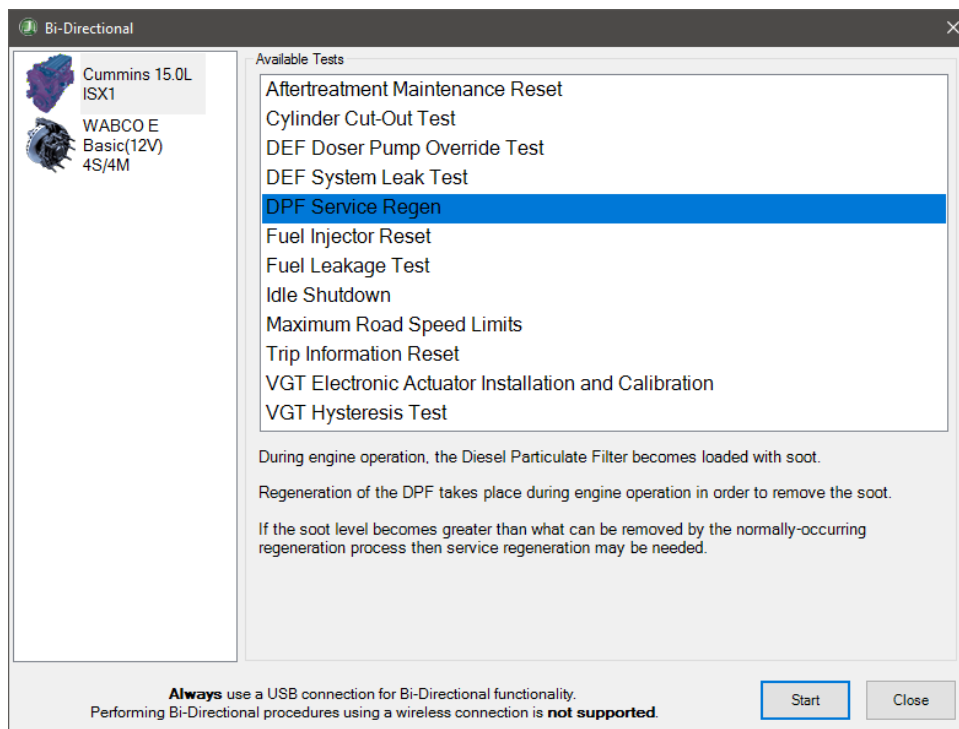 Bi-Directional
Cummins 15.0L
ISX1
WABCO E
Basic(12V)
4S/4M
Available Tests
Aftertreatment Maintenance Reset
Cylinder Cut-Out Test
DEF Doser Pump Override Test
DEF System Leak Test
DPF Service Regen
Fuel Injector Reset
Fuel Leakage Test
Idle Shutdown
Maximum Road Speed Limits
Trip Information Reset
VGT Electronic Actuator Installation and Calibration
VGT Hysteresis Test
During engine operation, the Diesel Particulate Filter becomes loaded with soot.
Regeneration of the DPF takes place during engine operation in order to remove the soot.
If the soot level becomes greater than what can be removed by the normally-occurring
regeneration process then service regeneration may be needed.
Always use a USB connection for Bi-Directional functionality.
Performing Bi-Directional procedures using a wireless connection is not supported.
Start
Close